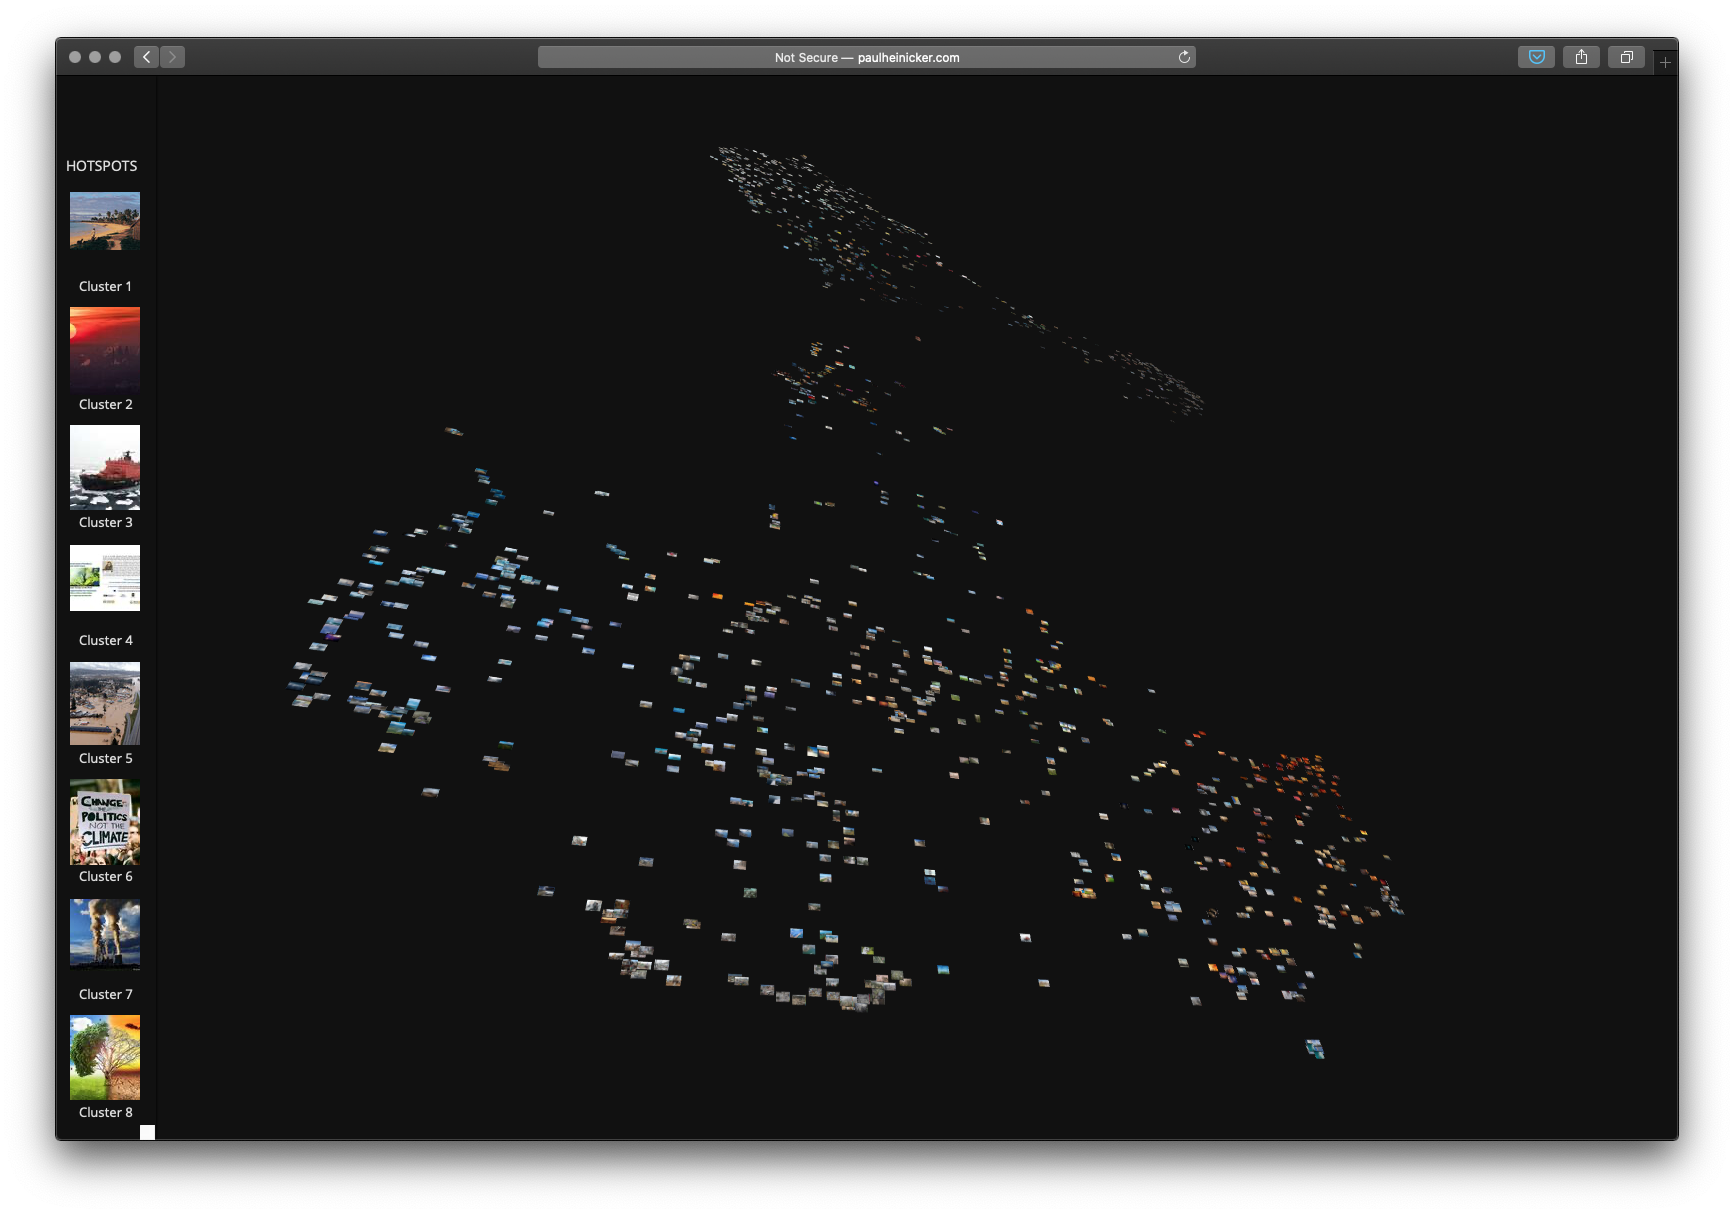 Not Secure — paulheinicker.com
HOTSPOTS
Cluster 1
Cluster 2
Cluster 3
Cluster 4
Cluster 5
CHANGE
THE
POLITICS
NOT THE
CLIMATE
Cluster 6
Cluster 7
Cluster 8